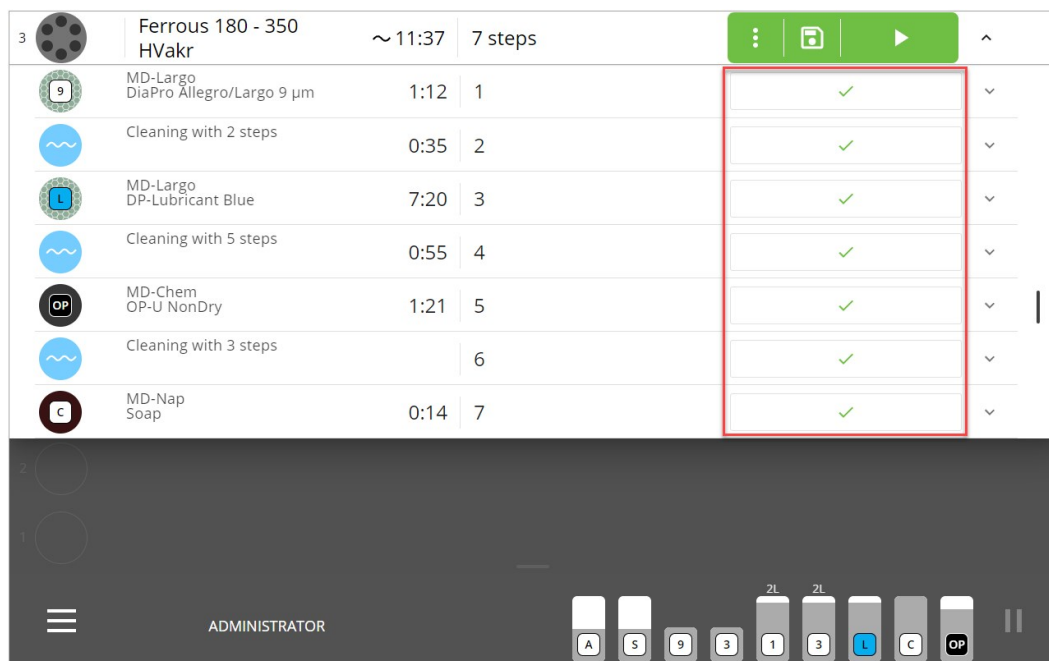 3 Ferrous 180 - 350 HVakr ~ 11:37 7 steps
9 MD-Largo
DiaPro Allegro/Largo 9 µm 1:12 1
Cleaning with 2 steps 0:35 2
L MD-Largo
DP-Lubricant Blue 7:20 3
Cleaning with 5 steps 0:55 4
OP MD-Chem
OP-U NonDry 1:21 5
Cleaning with 3 steps 6
C MD-Nap
Soap 0:14 7
2
1
2L 2L
ADMINISTRATOR
A S 9 3 1 3 L C OP